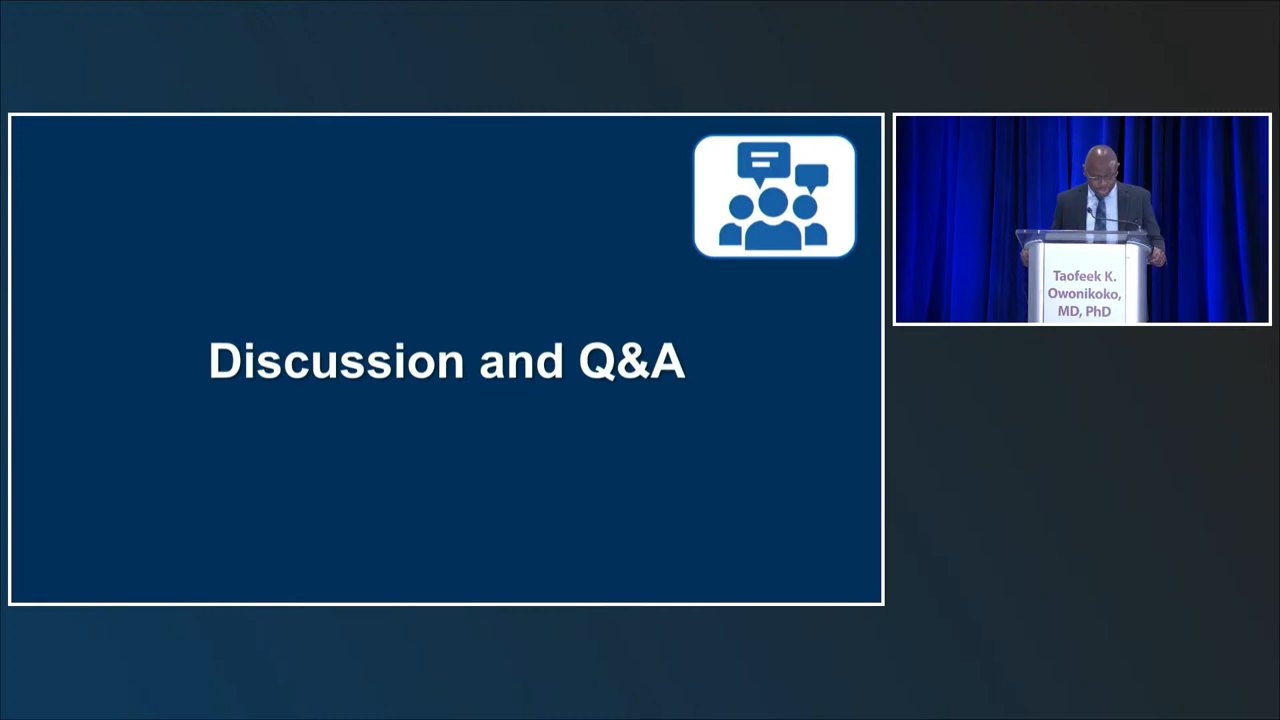 Discussion and Q&A
Taofeek K.
Owonikoko,
MD, PhD